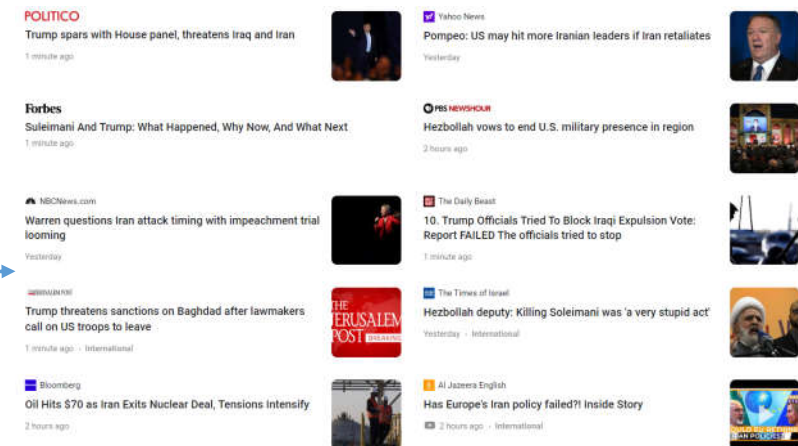 POLITICO
Trump spars with House panel, threatens Iraq and Iran
1 minute ago
Forbes
Suleimani And Trump: What Happened, Why Now, And What Next
1 minute ago
NBCNews.com
Warren questions Iran attack timing with impeachment trial
looming
Yesterday
JERUSALEM POST
Trump threatens sanctions on Baghdad after lawmakers
call on US troops to leave
1 minute ago - International
THE
JERUSALEM
POST BREAKING
Bloomberg
Oil Hits $70 as Iran Exits Nuclear Deal, Tensions Intensify
2 hours ago
Yahoo News
Pompeo: US may hit more Iranian leaders if Iran retaliates
Yesterday
PBS NEWSHOUR
Hezbollah vows to end U.S. military presence in region
2 hours ago
The Daily Beast
10. Trump Officials Tried To Block Iraqi Expulsion Vote:
Report FAILED The officials tried to stop
1 minute ago
The Times of Israel
Hezbollah deputy: Killing Soleimani was 'a very stupid act'
Yesterday - International
Al Jazeera English
Has Europe's Iran policy failed?! Inside Story
2 hours ago - International